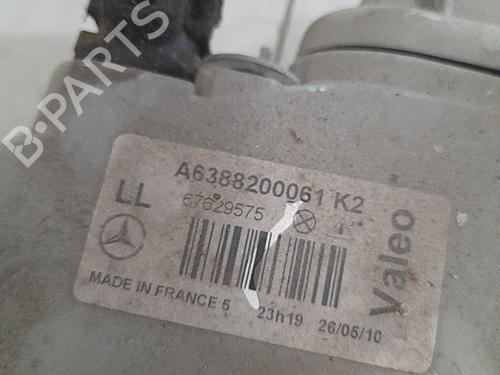 B-PARTS
A6388200061 K2
LL
67629575
Valeo
MADE IN FRANCE 5
23h19
26/05/10